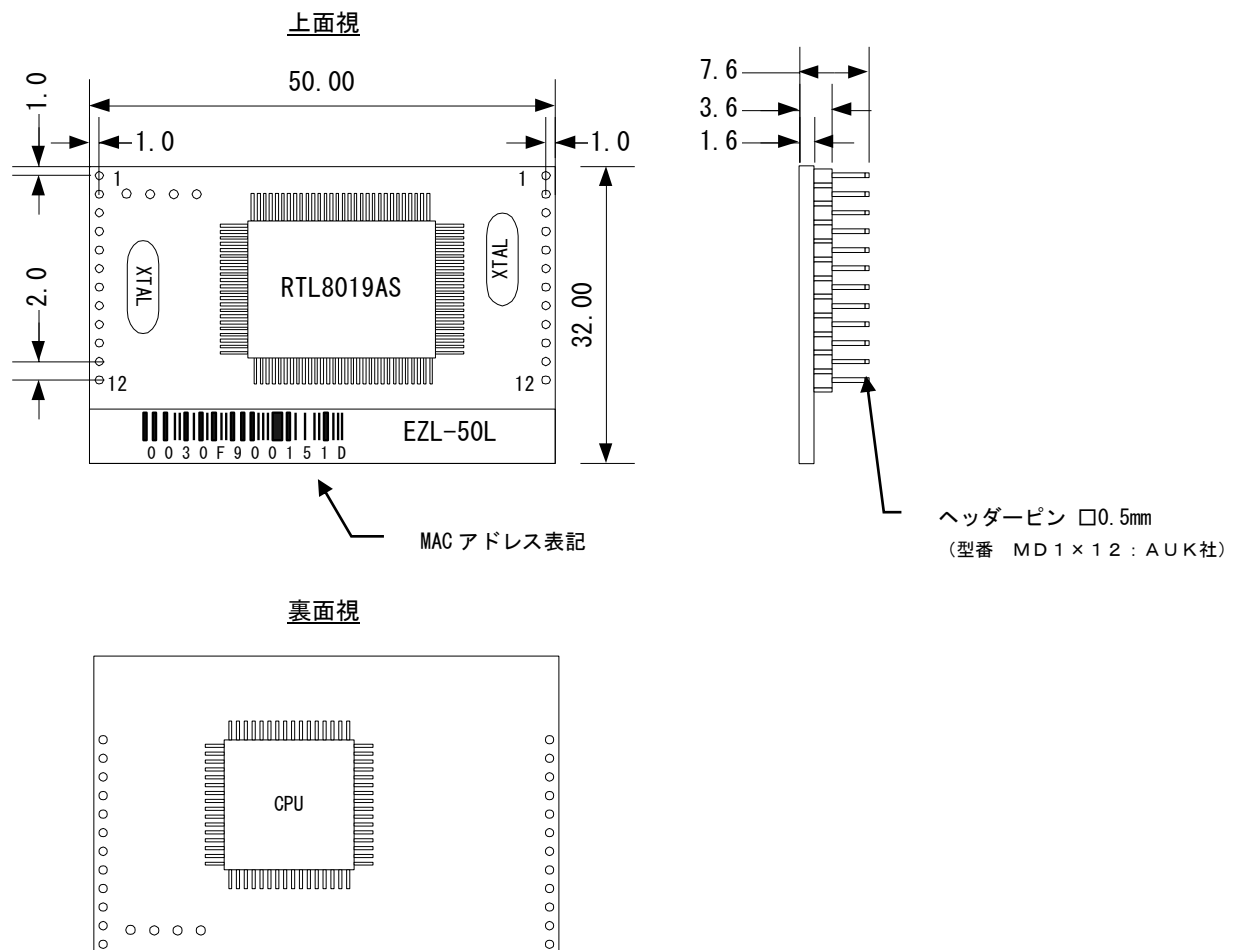 上面視
1.0
50.00
1.0
1.0
1
1
XTAL
RTL8019AS
XTAL
2.0
32.00
12
12
0030F900151D
EZL-50L
MAC アドレス表記
7.6
3.6
1.6
ヘッダーピン □0.5mm
（型番　ＭＤ１×１２：ＡＵＫ社）
裏面視
CPU